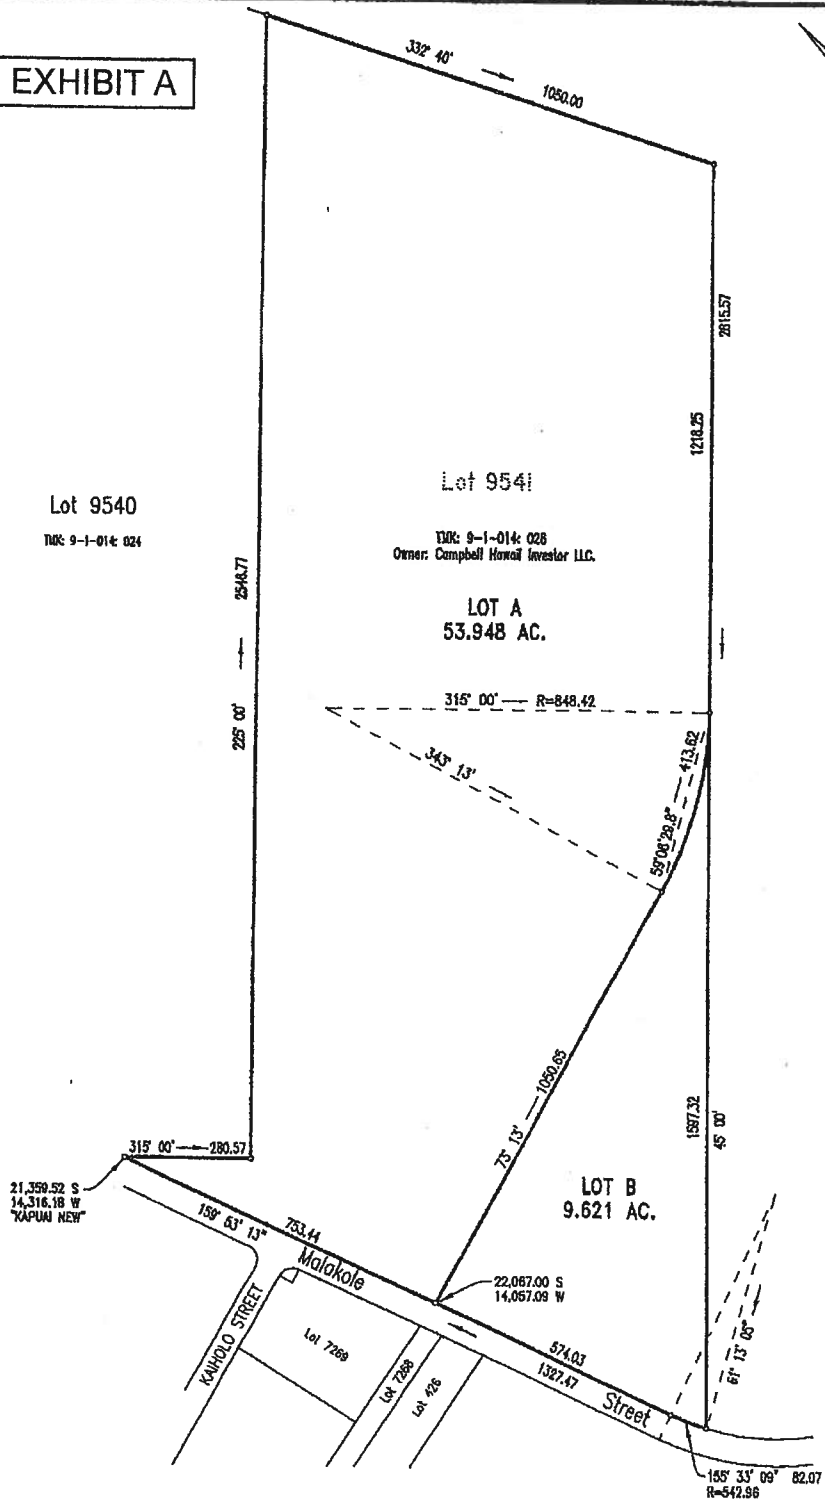 EXHIBIT A
332° 40'
1050.00
2815.57
1218.25
Lot 9540
TMK: 9-1-014: 024
Lot 9541
TMK: 9-1-014: 028
Owner: Campbell Hawaii Investor LLC.
LOT A
53.948 AC.
2546.77
225° 00'
315° 00' R=848.42
343° 13'
413.62
59°06'29.8"
73° 13' 1050.65
1597.32
45° 00'
315° 00' 280.57
21,359.52 S
14,316.18 W
"KAPUAI NEW"
159° 53' 13" 753.44
LOT B
9.621 AC.
22,067.00 S
14,057.09 W
Malakole
KAIHOLO STREET
Lot 7269
Lot 7268
Lot 426
574.03
1327.47
Street
61° 13' 05"
155° 33' 09" 82.07
R=542.96